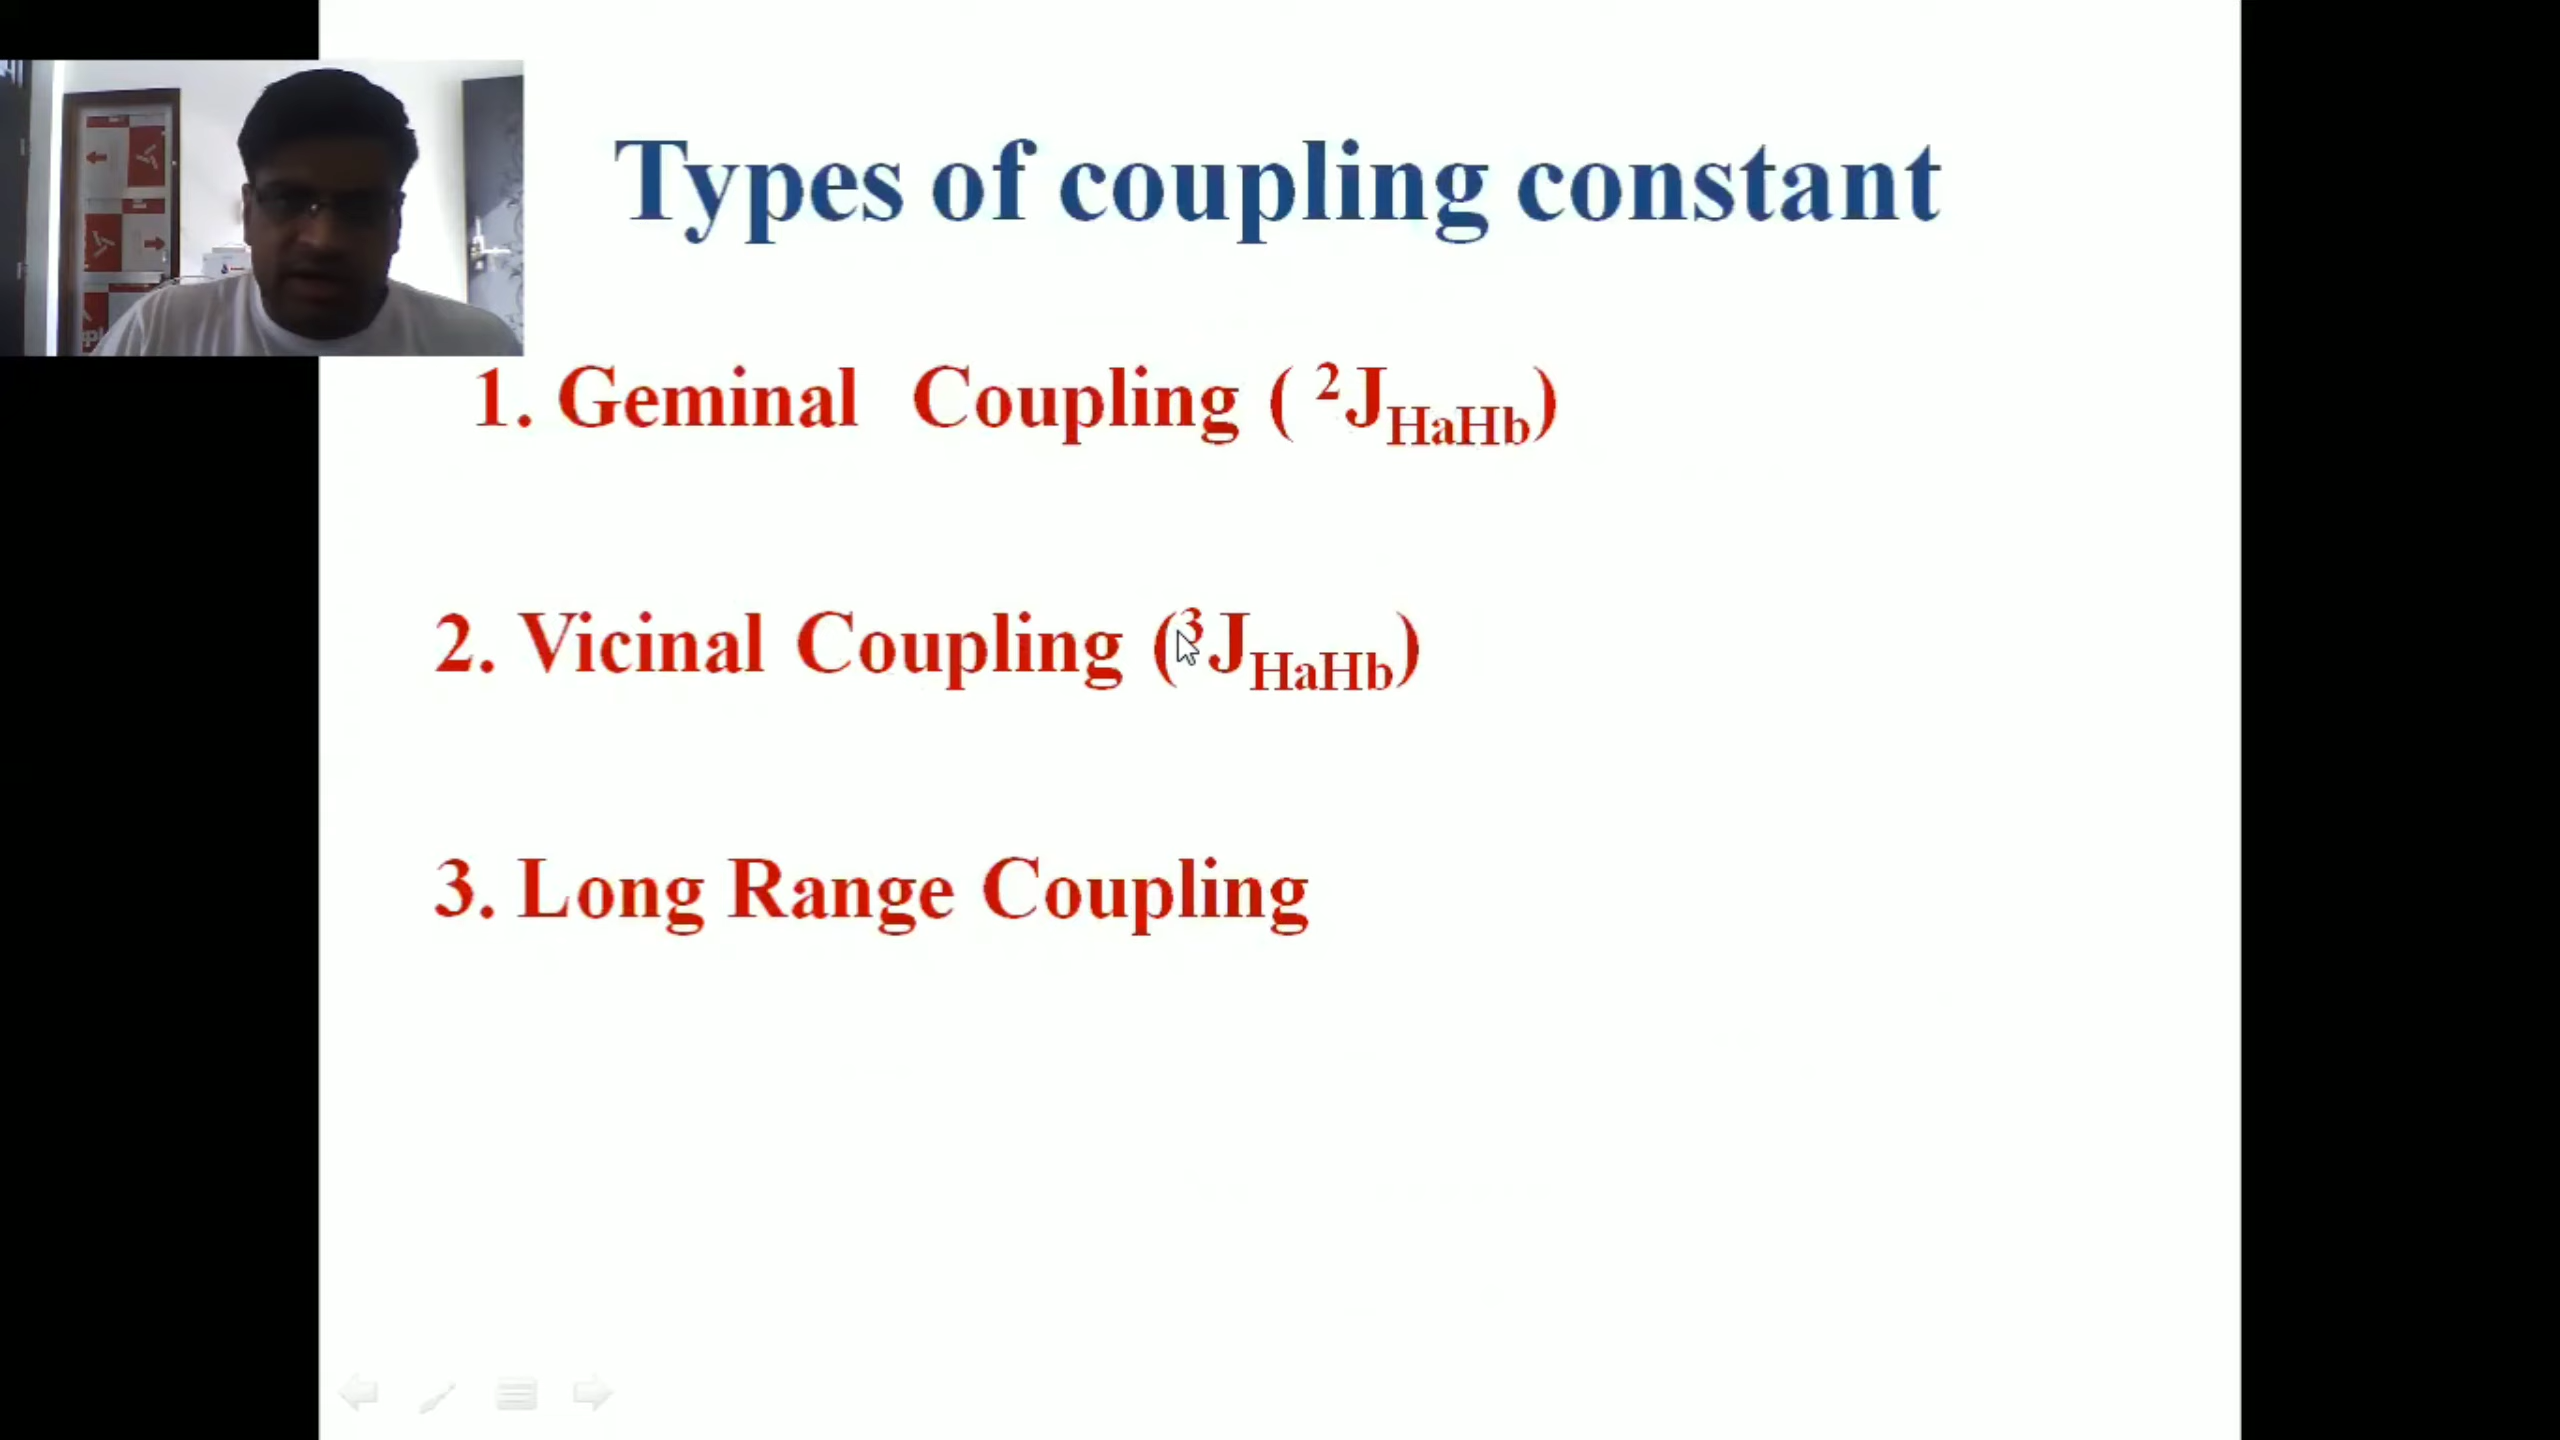 Types of coupling constant
1. Geminal Coupling ( ²J_HaHb)
2. Vicinal Coupling (³J_HaHb)
3. Long Range Coupling